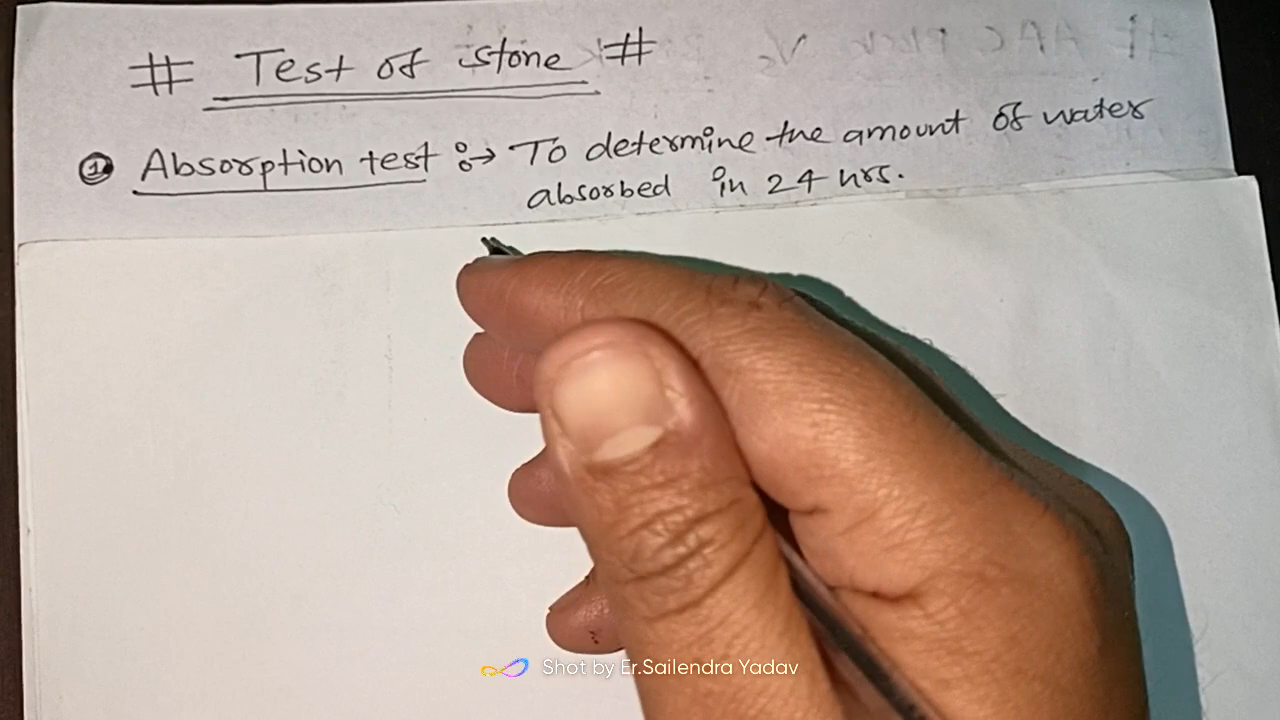 # Test of stone #
① Absorption test :→ To determine the amount of water
absorbed in 24 hrs.
Shot by Er.Sailendra Yadav